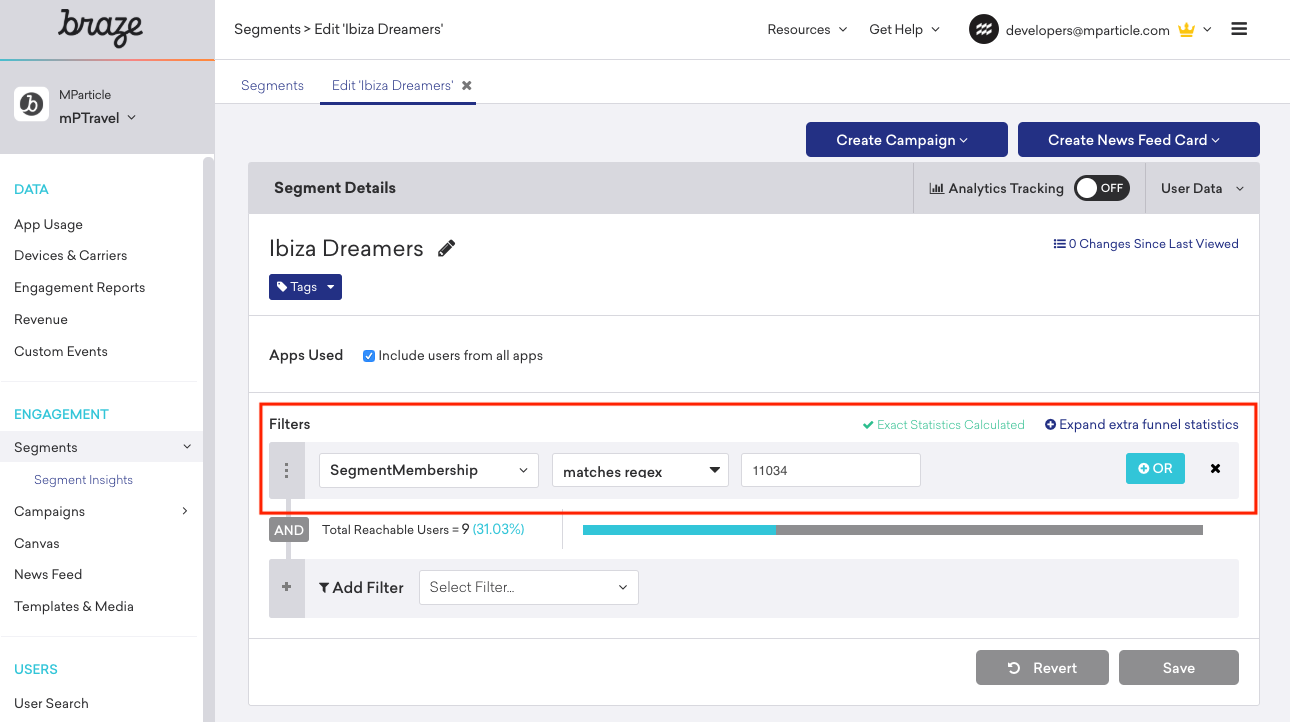 braze
Segments > Edit 'Ibiza Dreamers'
Resources
Get Help
developers@mparticle.com
MParticle
mPTravel
Segments
Edit 'Ibiza Dreamers'
Create Campaign
Create News Feed Card
DATA
App Usage
Devices & Carriers
Engagement Reports
Revenue
Custom Events
ENGAGEMENT
Segments
Segment Insights
Campaigns
Canvas
News Feed
Templates & Media
USERS
User Search
Segment Details
Analytics Tracking
OFF
User Data
Ibiza Dreamers
0 Changes Since Last Viewed
Tags
Apps Used
Include users from all apps
Filters
Exact Statistics Calculated
Expand extra funnel statistics
SegmentMembership
matches regex
11034
OR
AND
Total Reachable Users = 9 (31.03%)
Add Filter
Select Filter...
Revert
Save